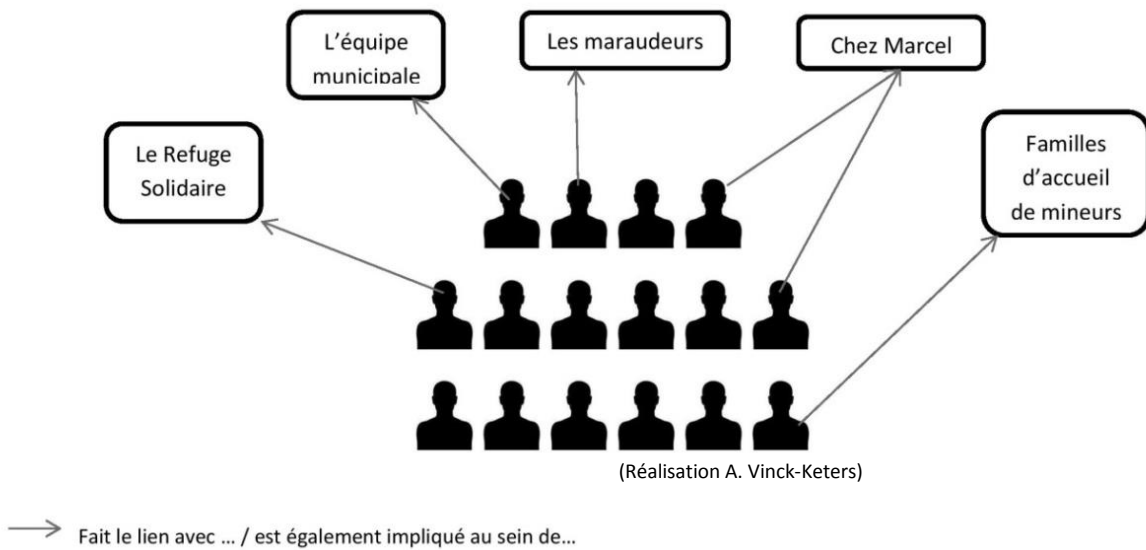 L'équipe
municipale
Les maraudeurs
Chez Marcel
Le Refuge
Solidaire
Familles
d'accueil
de mineurs
(Réalisation A. Vinck-Keters)
Fait le lien avec ... / est également impliqué au sein de...